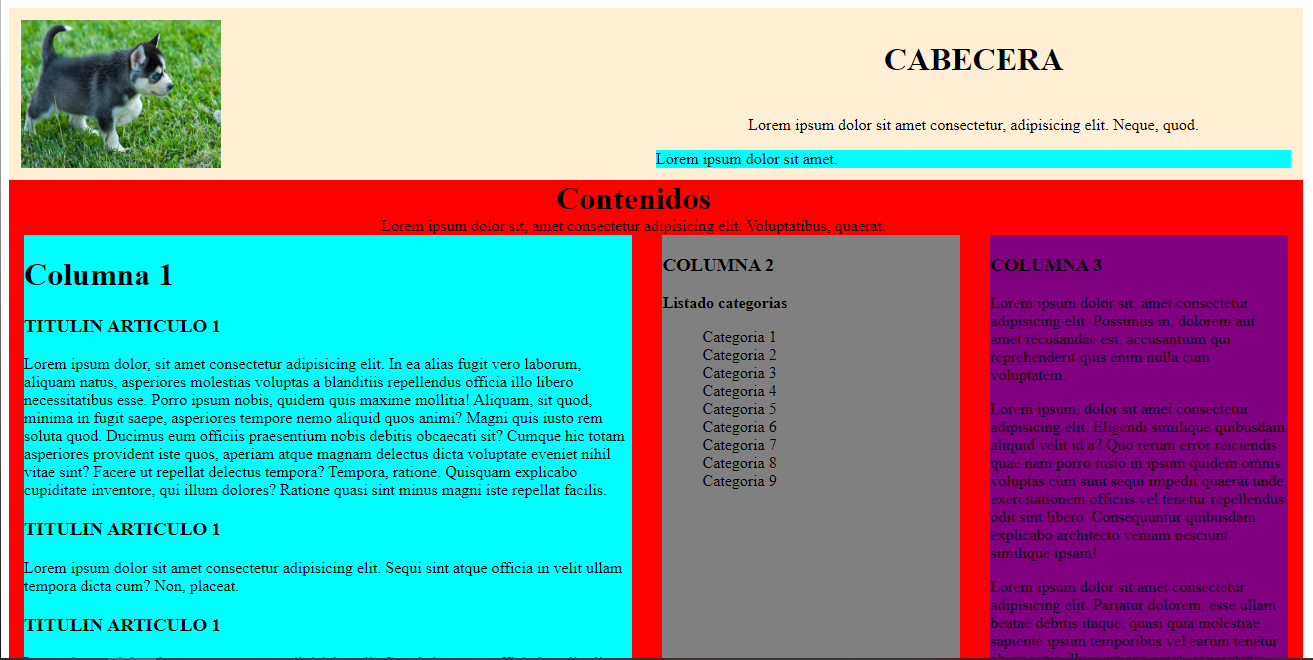 CABECERA
Lorem ipsum dolor sit amet consectetur, adipisicing elit. Neque, quod.
Lorem ipsum dolor sit amet.
Contenidos
Lorem ipsum dolor sit, amet consectetur adipisicing elit. Voluptatibus, quaerat.
Columna 1
TITULIN ARTICULO 1
Lorem ipsum dolor, sit amet consectetur adipisicing elit. In ea alias fugit vero laborum,
aliquam natus, asperiores molestias voluptas a blanditiis repellendus officia illo libero
necessitatibus esse. Porro ipsum nobis, quidem quis maxime mollitia! Aliquam, sit quod,
minima in fugit saepe, asperiores tempore nemo aliquid quos animi? Magni quis iusto rem
soluta quod. Ducimus eum officiis praesentium nobis debitis obcaecati sit? Cumque hic totam
asperiores provident iste quos, aperiam atque magnam delectus dicta voluptate eveniet nihil
vitae sint? Facere ut repellat delectus tempora? Tempora, ratione. Quisquam explicabo
cupiditate inventore, qui illum dolores? Ratione quasi sint minus magni iste repellat facilis.
TITULIN ARTICULO 1
Lorem ipsum dolor sit amet consectetur adipisicing elit. Sequi sint atque officia in velit ullam
tempora dicta cum? Non, placeat.
TITULIN ARTICULO 1
COLUMNA 2
Listado categorias
Categoria 1
Categoria 2
Categoria 3
Categoria 4
Categoria 5
Categoria 6
Categoria 7
Categoria 8
Categoria 9
COLUMNA 3
Lorem ipsum dolor sit, amet consectetur
adipisicing elit. Possimus in, dolorem aut
amet recusandae est, accusantium qui
reprehenderit quis enim nulla cum
voluptatem.
Lorem ipsum, dolor sit amet consectetur
adipisicing elit. Eligendi similique quibusdam
aliquid velit id a? Quo rerum error reiciendis
quae nam porro iusto in ipsum quidem omnis
voluptas cum sunt sequi impedit quaerat unde,
exercitationem officiis vel tenetur repellendus
odit sint libero. Consequuntur quibusdam
explicabo architecto veniam nesciunt
similique ipsam!
Lorem ipsum dolor sit amet consectetur
adipisicing elit. Pariatur dolorem, esse ullam
beatae debitis itaque, quasi quia molestiae
sapiente ipsum temporibus vel earum tenetur